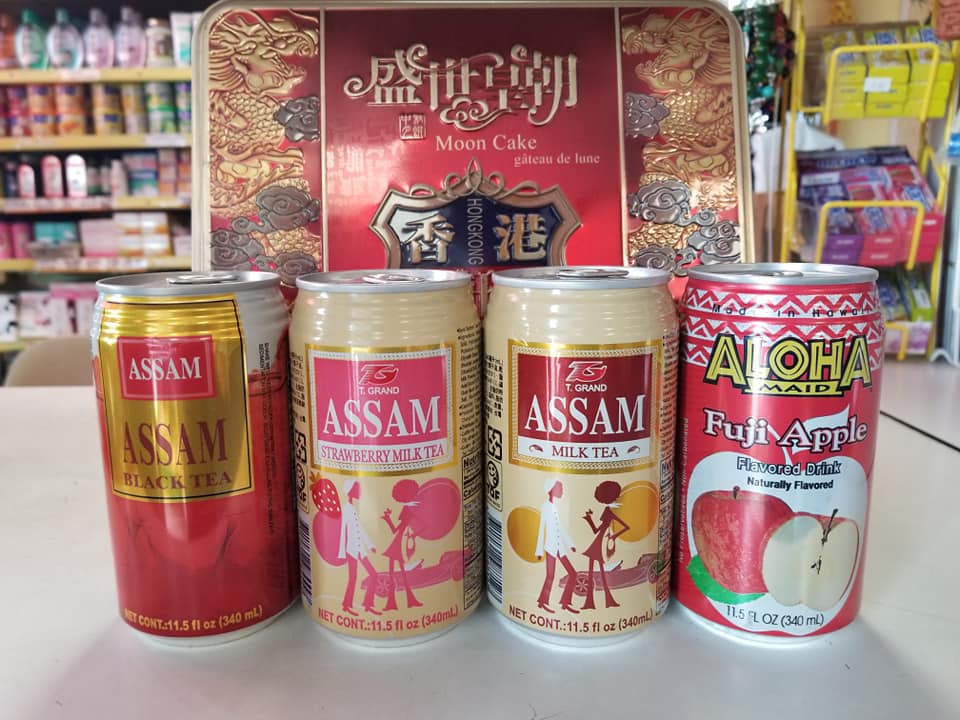 盛世皇朝
Moon Cake
gâteau de lune
香港
HONGKONG
ASSAM
ASSAM
BLACK TEA
NET CONT.:11.5 fl oz (340 mL)
T. GRAND
ASSAM
STRAWBERRY MILK TEA
NET CONT.:11.5 fl oz (340mL)
T. GRAND
ASSAM
MILK TEA
NET CONT.:11.5 fl oz (340mL)
Made in Hawaii
ALOHA
MAID
Fuji Apple
Flavored Drink
Naturally Flavored
11.5 FL OZ (340 mL)